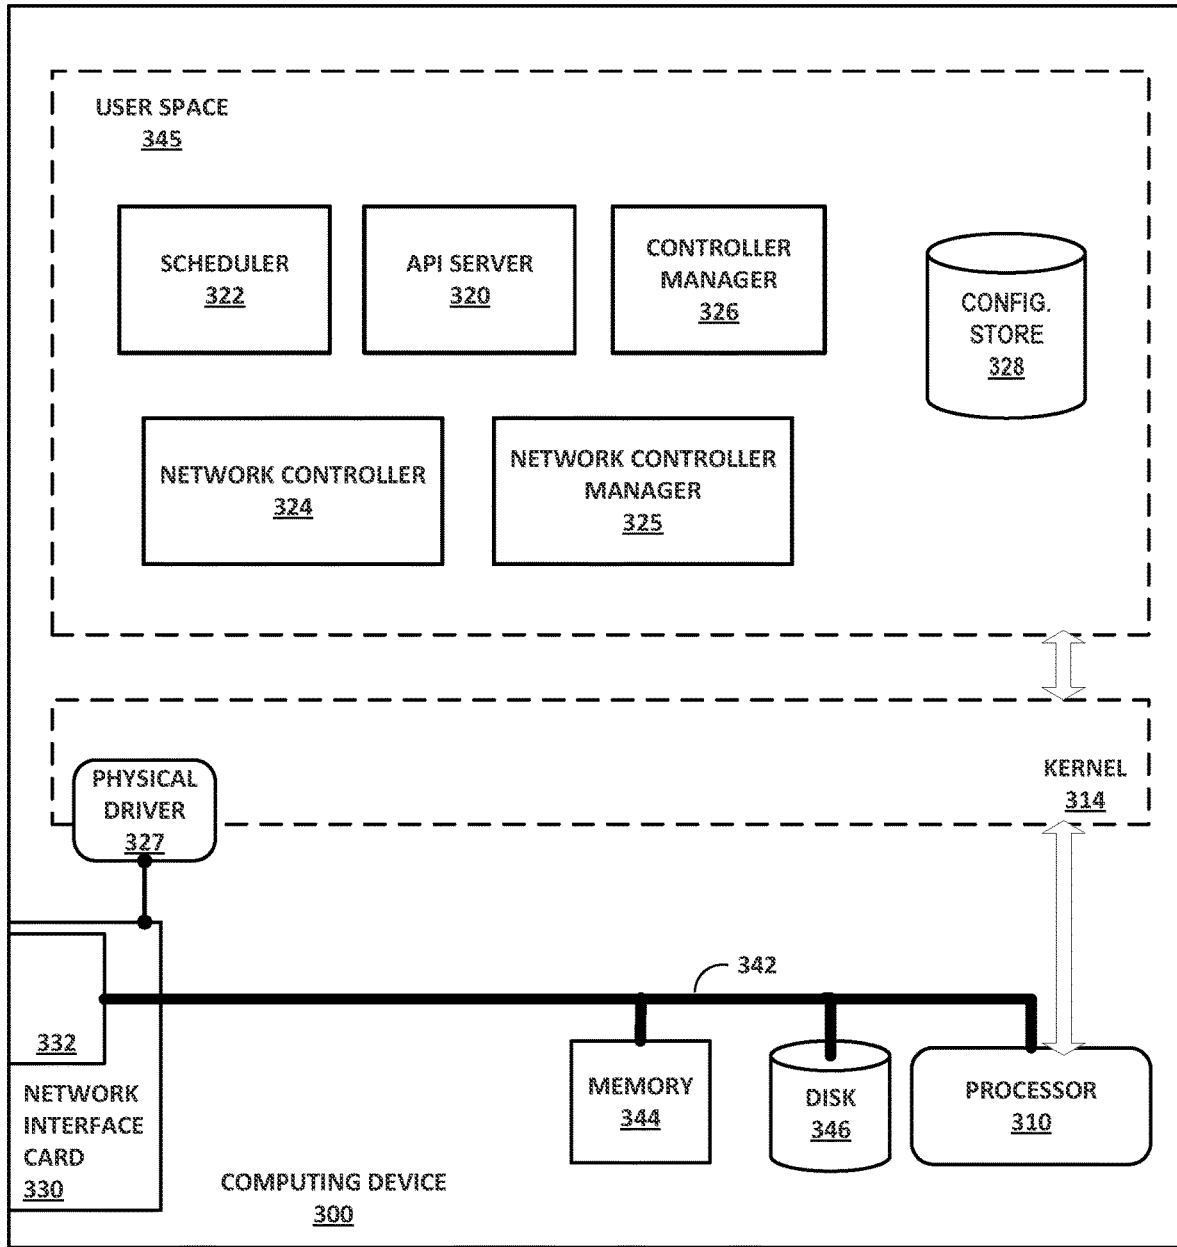 USER SPACE
345
SCHEDULER
322
API SERVER
320
CONTROLLER
MANAGER
326
CONFIG.
STORE
328
NETWORK CONTROLLER
324
NETWORK CONTROLLER
MANAGER
325
KERNEL
314
PHYSICAL
DRIVER
327
342
332
NETWORK
INTERFACE
CARD
330
MEMORY
344
DISK
346
PROCESSOR
310
COMPUTING DEVICE
300